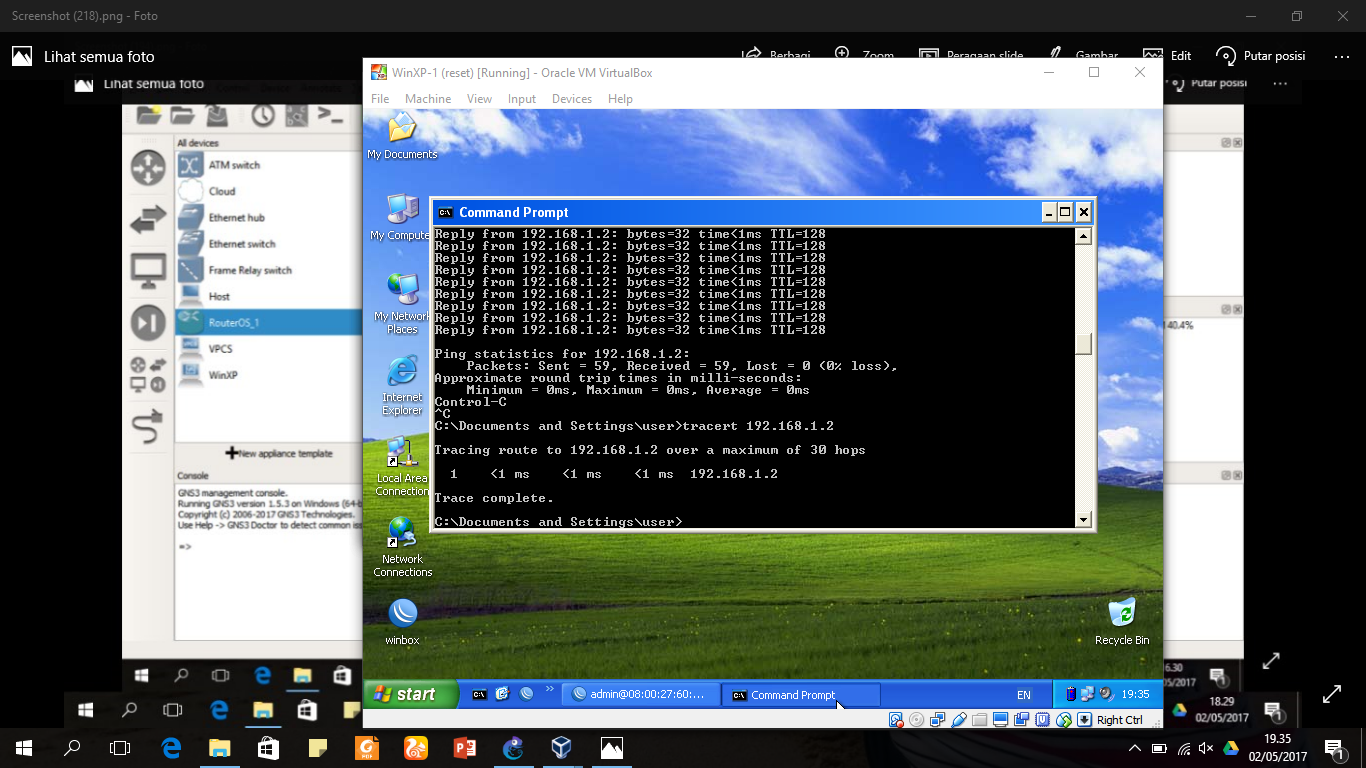 Screenshot (218).png - Foto
Lihat semua foto
Berbagi
Zoom
Peragaan slide
Gambar
Edit
Putar posisi
Lihat semua foto
Putar posisi
WinXP-1 (reset) [Running] - Oracle VM VirtualBox
File Machine View Input Devices Help
All devices
ATM switch
Cloud
Ethernet hub
Ethernet switch
Frame Relay switch
Host
RouterOS_1
VPCS
WinXP
New appliance template
Console
GNS3 management console.
Running GNS3 version 1.5.3 on Windows (64-b
Copyright (c) 2006-2017 GNS3 Technologies.
Use Help -> GNS3 Doctor to detect common iss
=>
40.4%
My Documents
My Compute
My Network
Places
Internet
Explorer
Local Area
Connection
Network
Connections
winbox
Recycle Bin
Command Prompt
Reply from 192.168.1.2: bytes=32 time<1ms TTL=128
Reply from 192.168.1.2: bytes=32 time<1ms TTL=128
Reply from 192.168.1.2: bytes=32 time<1ms TTL=128
Reply from 192.168.1.2: bytes=32 time<1ms TTL=128
Reply from 192.168.1.2: bytes=32 time<1ms TTL=128
Reply from 192.168.1.2: bytes=32 time<1ms TTL=128
Reply from 192.168.1.2: bytes=32 time<1ms TTL=128
Reply from 192.168.1.2: bytes=32 time<1ms TTL=128
Reply from 192.168.1.2: bytes=32 time<1ms TTL=128
Ping statistics for 192.168.1.2:
Packets: Sent = 59, Received = 59, Lost = 0 (0% loss),
Approximate round trip times in milli-seconds:
Minimum = 0ms, Maximum = 0ms, Average = 0ms
Control-C
^C
C:\Documents and Settings\user>tracert 192.168.1.2
Tracing route to 192.168.1.2 over a maximum of 30 hops
1 <1 ms <1 ms <1 ms 192.168.1.2
Trace complete.
C:\Documents and Settings\user>
start
admin@08:00:27:60:...
Command Prompt
EN
19:35
Right Ctrl
6.30
05/2017
18.29
02/05/2017
19.35
02/05/2017